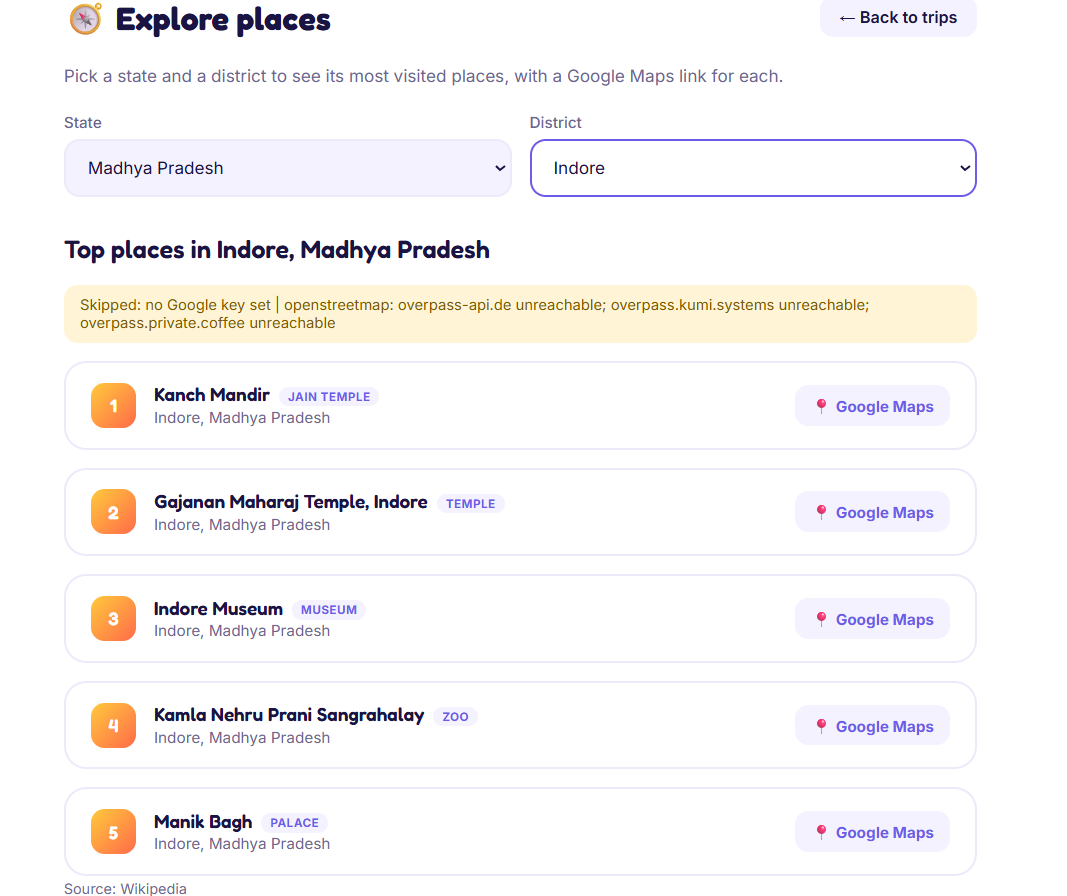 Explore places
← Back to trips
Pick a state and a district to see its most visited places, with a Google Maps link for each.
State
District
Madhya Pradesh
Indore
Top places in Indore, Madhya Pradesh
Skipped: no Google key set | openstreetmap: overpass-api.de unreachable; overpass.kumi.systems unreachable;
overpass.private.coffee unreachable
1
Kanch Mandir JAIN TEMPLE
Indore, Madhya Pradesh
Google Maps
2
Gajanan Maharaj Temple, Indore TEMPLE
Indore, Madhya Pradesh
Google Maps
3
Indore Museum MUSEUM
Indore, Madhya Pradesh
Google Maps
4
Kamla Nehru Prani Sangrahalay ZOO
Indore, Madhya Pradesh
Google Maps
5
Manik Bagh PALACE
Indore, Madhya Pradesh
Google Maps
Source: Wikipedia